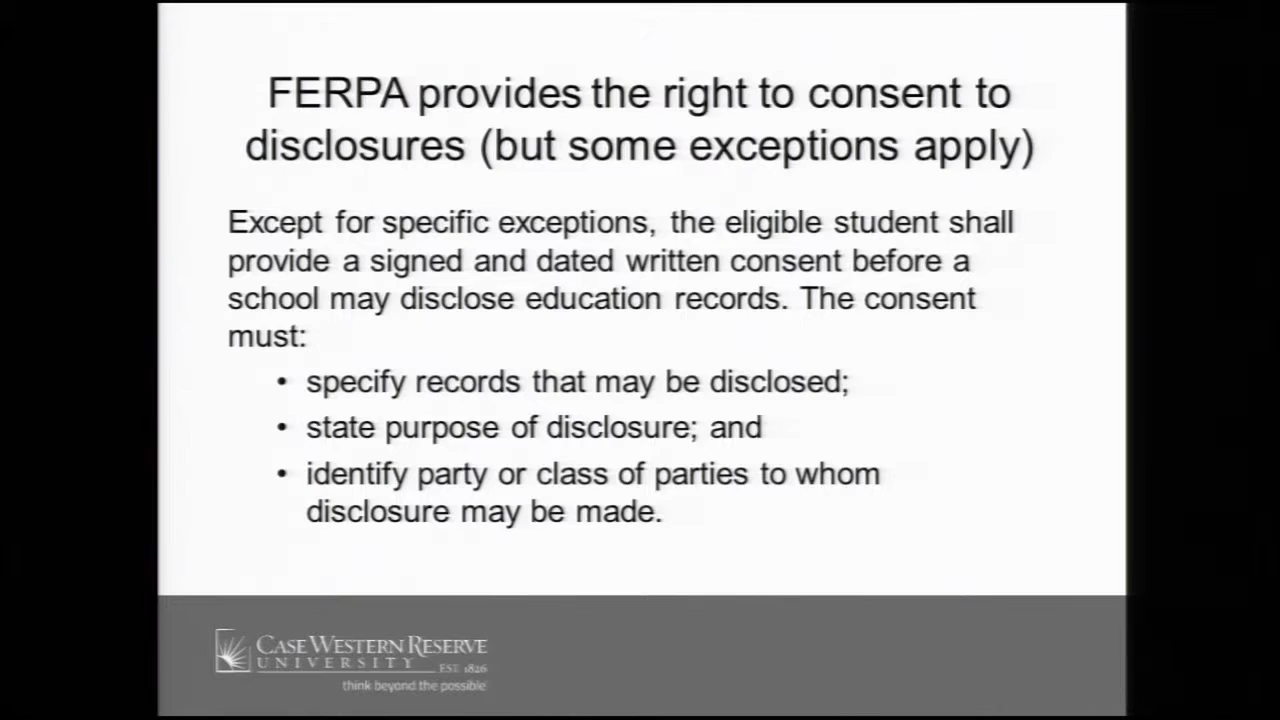 FERPA provides the right to consent to
disclosures (but some exceptions apply)
Except for specific exceptions, the eligible student shall
provide a signed and dated written consent before a
school may disclose education records. The consent
must:
• specify records that may be disclosed;
• state purpose of disclosure; and
• identify party or class of parties to whom
disclosure may be made.
CASE WESTERN RESERVE
UNIVERSITY EST. 1826
think beyond the possible